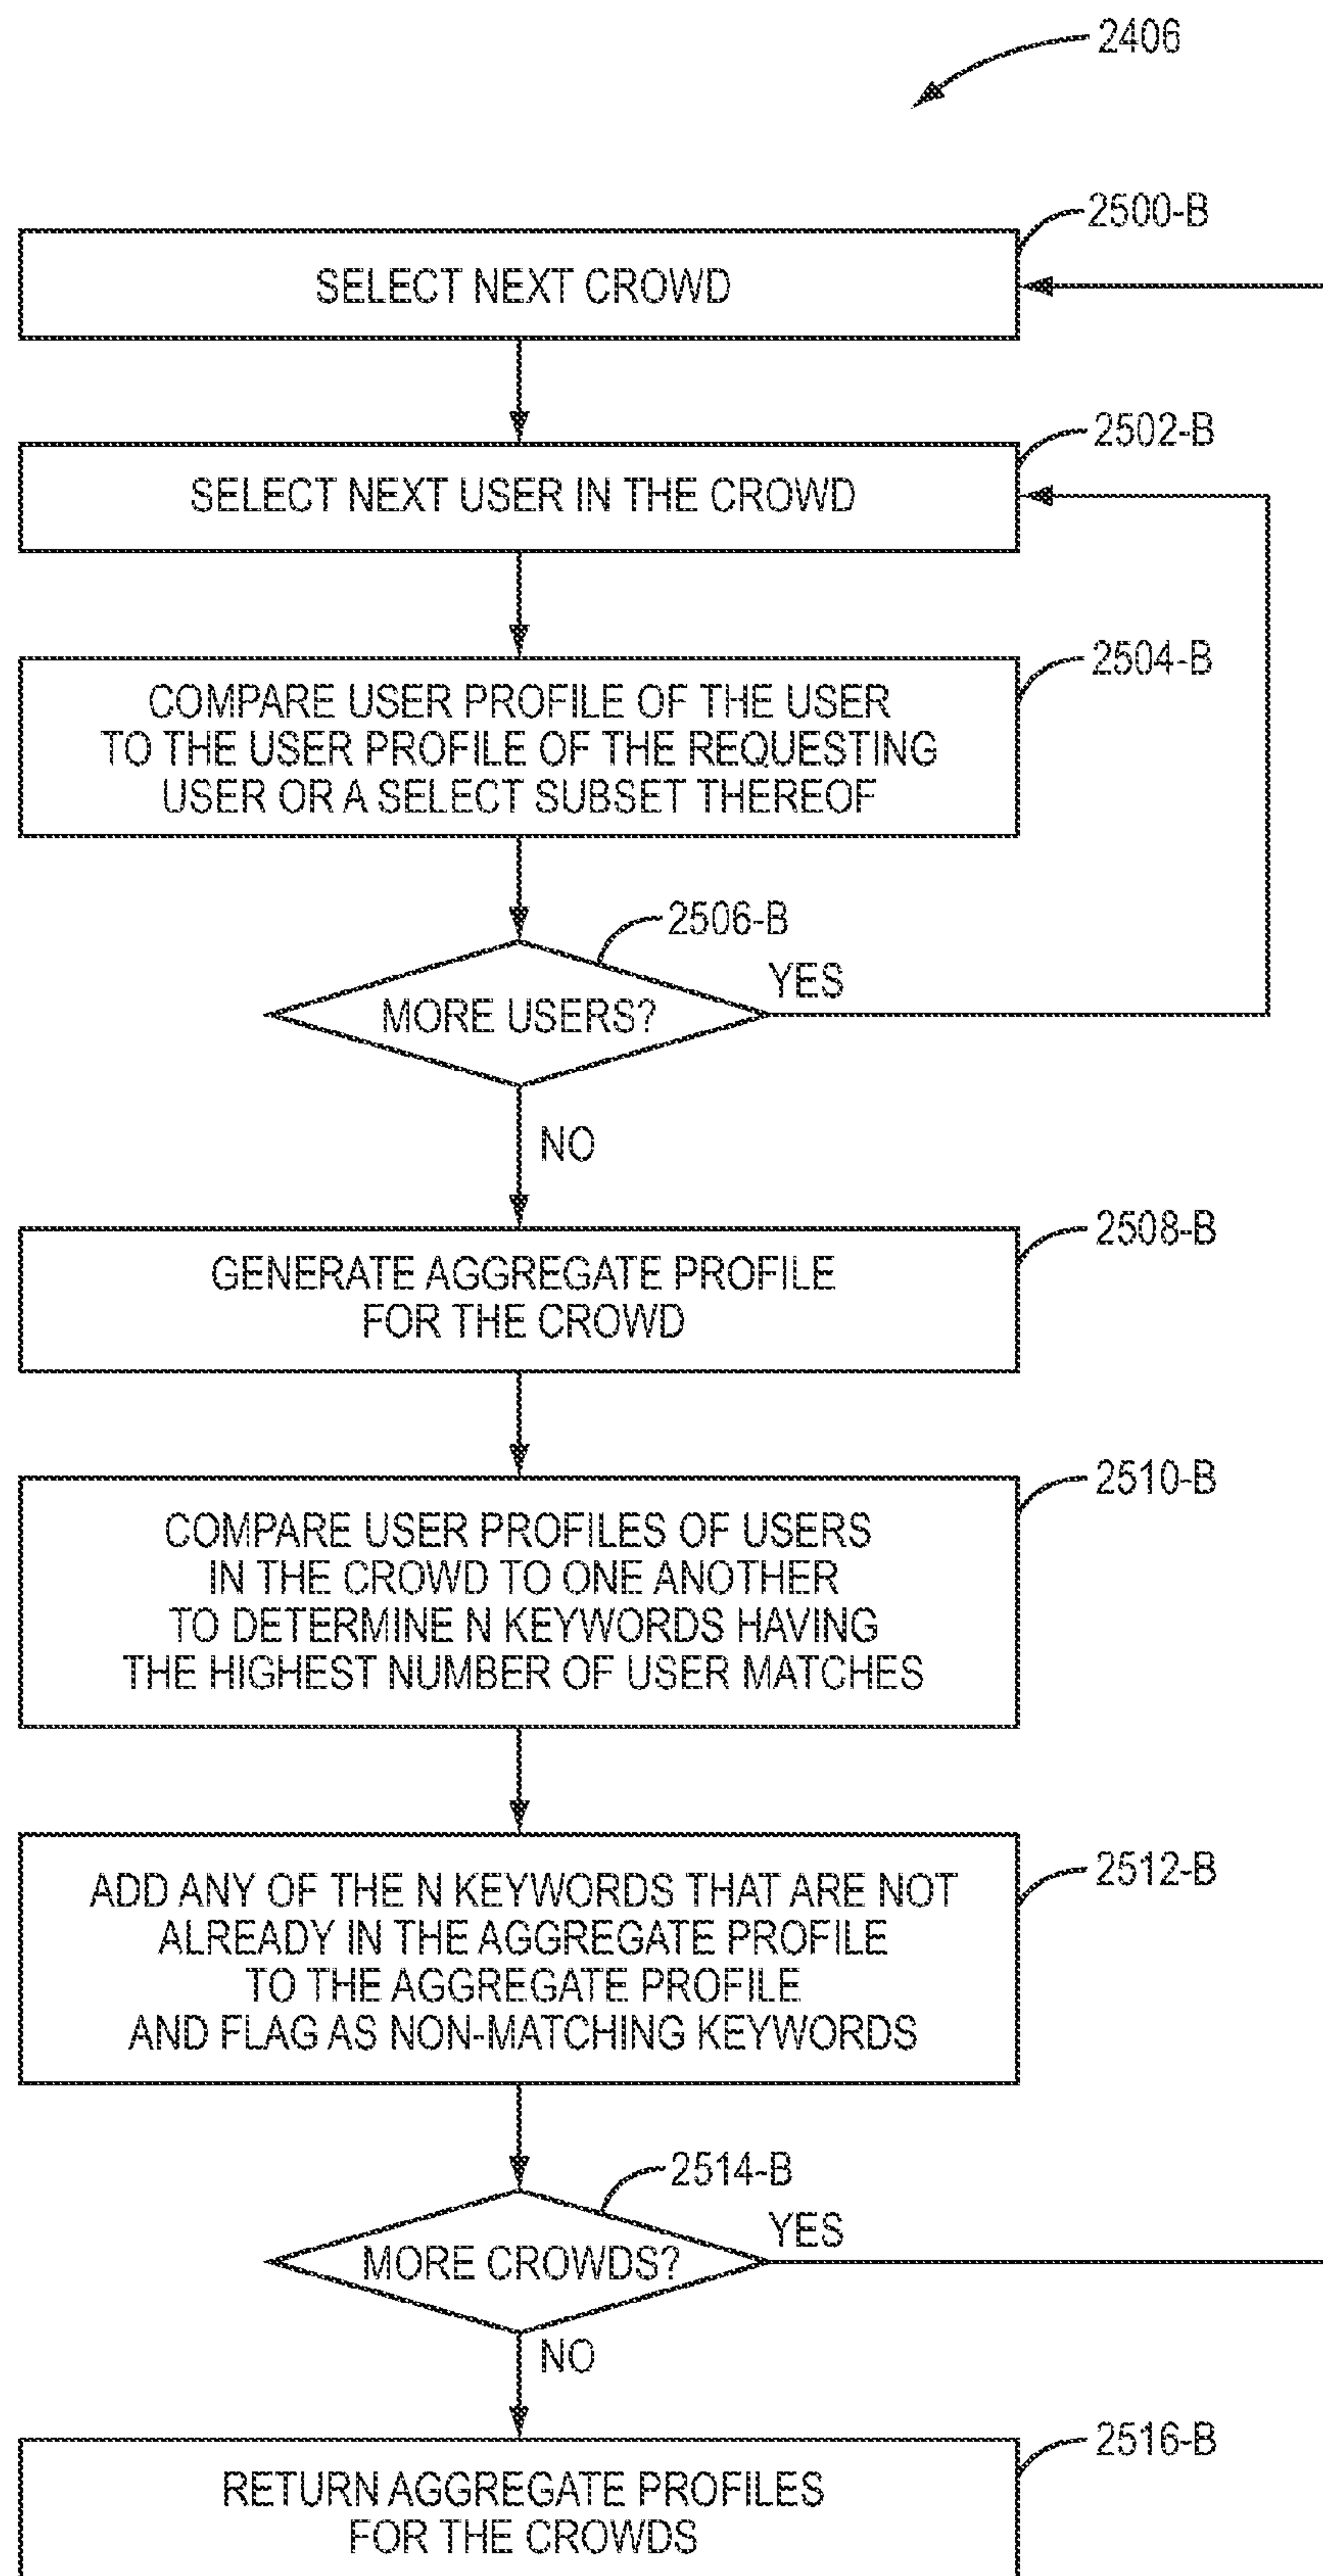 2406
2500-B
SELECT NEXT CROWD
2502-B
SELECT NEXT USER IN THE CROWD
2504-B
COMPARE USER PROFILE OF THE USER
TO THE USER PROFILE OF THE REQUESTING
USER OR A SELECT SUBSET THEREOF
2506-B
YES
MORE USERS?
NO
2508-B
GENERATE AGGREGATE PROFILE
FOR THE CROWD
2510-B
COMPARE USER PROFILES OF USERS
IN THE CROWD TO ONE ANOTHER
TO DETERMINE N KEYWORDS HAVING
THE HIGHEST NUMBER OF USER MATCHES
2512-B
ADD ANY OF THE N KEYWORDS THAT ARE NOT
ALREADY IN THE AGGREGATE PROFILE
TO THE AGGREGATE PROFILE
AND FLAG AS NON-MATCHING KEYWORDS
2514-B
YES
MORE CROWDS?
NO
2516-B
RETURN AGGREGATE PROFILES
FOR THE CROWDS